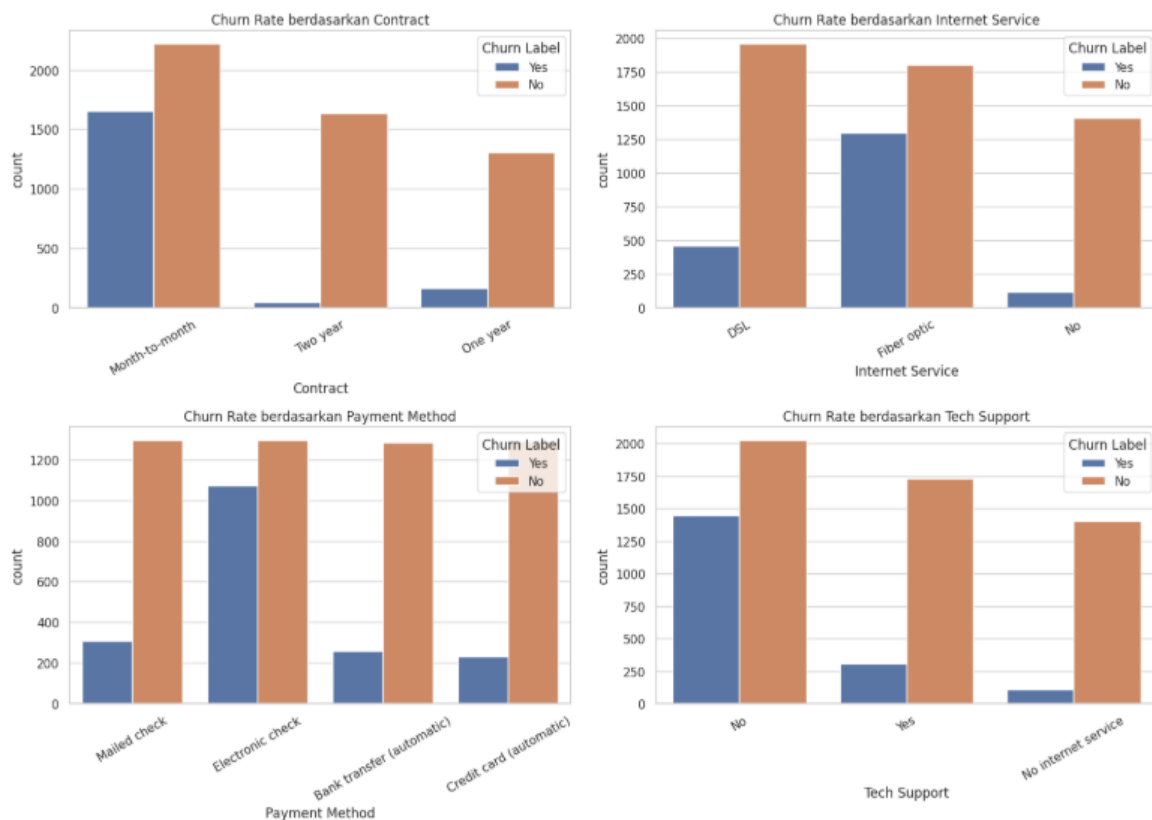 Churn Rate berdasarkan Contract
Churn Label
Yes
No
2000
1500
1000
500
0
count
Month-to-month
Two year
One year
Contract
Churn Rate berdasarkan Internet Service
Churn Label
Yes
No
2000
1750
1500
1250
1000
750
500
250
0
count
DSL
Fiber optic
No
Internet Service
Churn Rate berdasarkan Payment Method
Churn Label
Yes
No
1200
1000
800
600
400
200
0
count
Mailed check
Electronic check
Bank transfer (automatic)
Credit card (automatic)
Payment Method
Churn Rate berdasarkan Tech Support
Churn Label
Yes
No
2000
1750
1500
1250
1000
750
500
250
0
count
No
Yes
No internet service
Tech Support